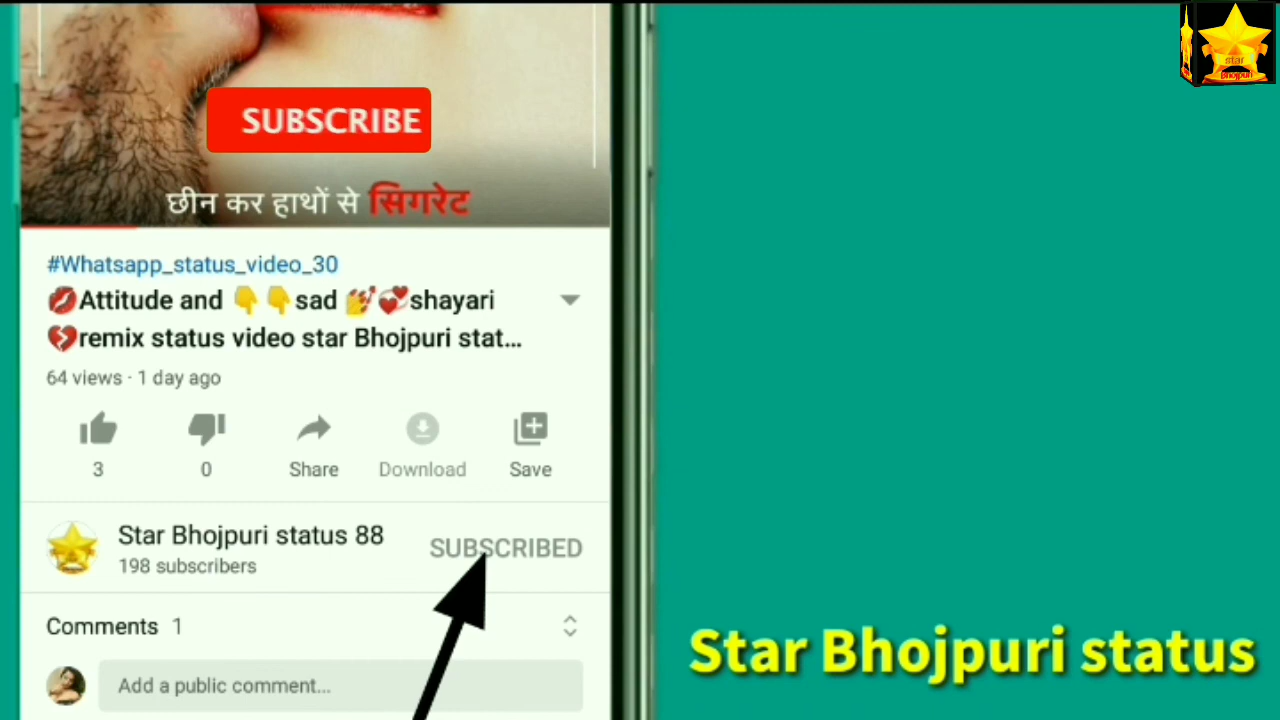 star
Bhojpuri
SUBSCRIBE
छीन कर हाथों से सिगरेट
#Whatsapp_status_video_30
💋Attitude and 👇👇sad 💅💞shayari
💔remix status video star Bhojpuri stat...
64 views · 1 day ago
3
0
Share
Download
Save
Star Bhojpuri status 88
198 subscribers
SUBSCRIBED
Comments 1
Add a public comment...
Star Bhojpuri status